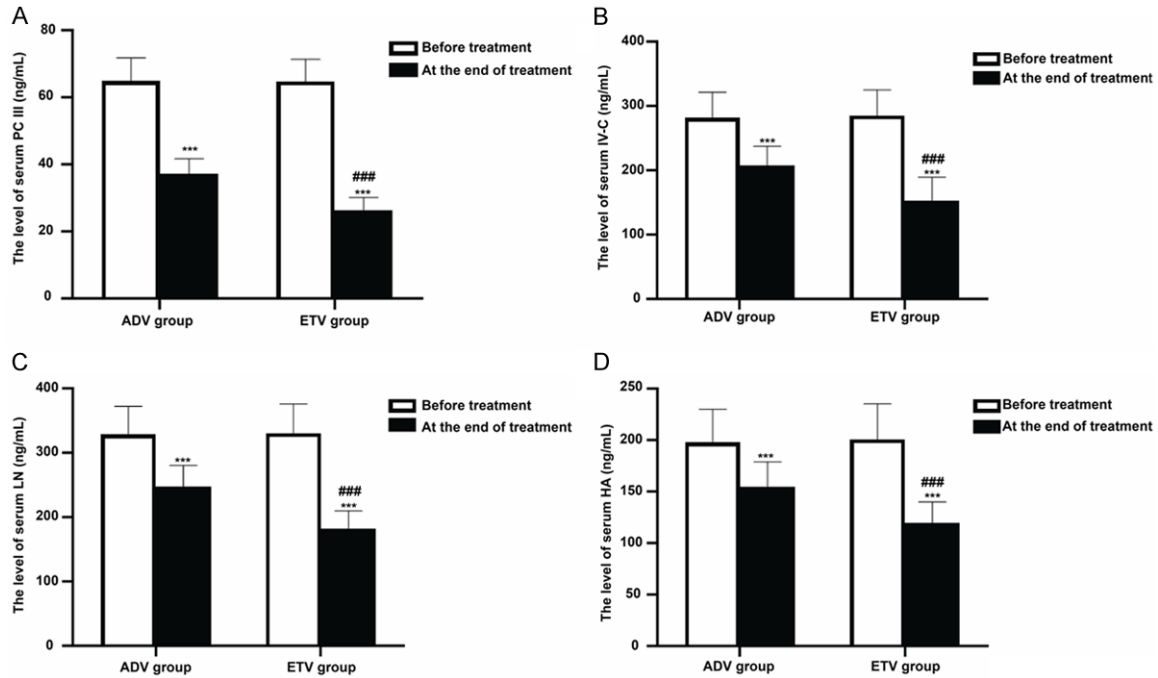 A
The level of serum PC III (ng/mL)
80
60
40
20
0
***
###
***
ADV group
ETV group
Before treatment
At the end of treatment
B
The level of serum IV-C (ng/mL)
400
300
200
100
0
***
###
***
ADV group
ETV group
Before treatment
At the end of treatment
C
The level of serum LN (ng/mL)
400
300
200
100
0
***
###
***
ADV group
ETV group
Before treatment
At the end of treatment
D
The level of serum HA (ng/mL)
250
200
150
100
50
0
***
###
***
ADV group
ETV group
Before treatment
At the end of treatment